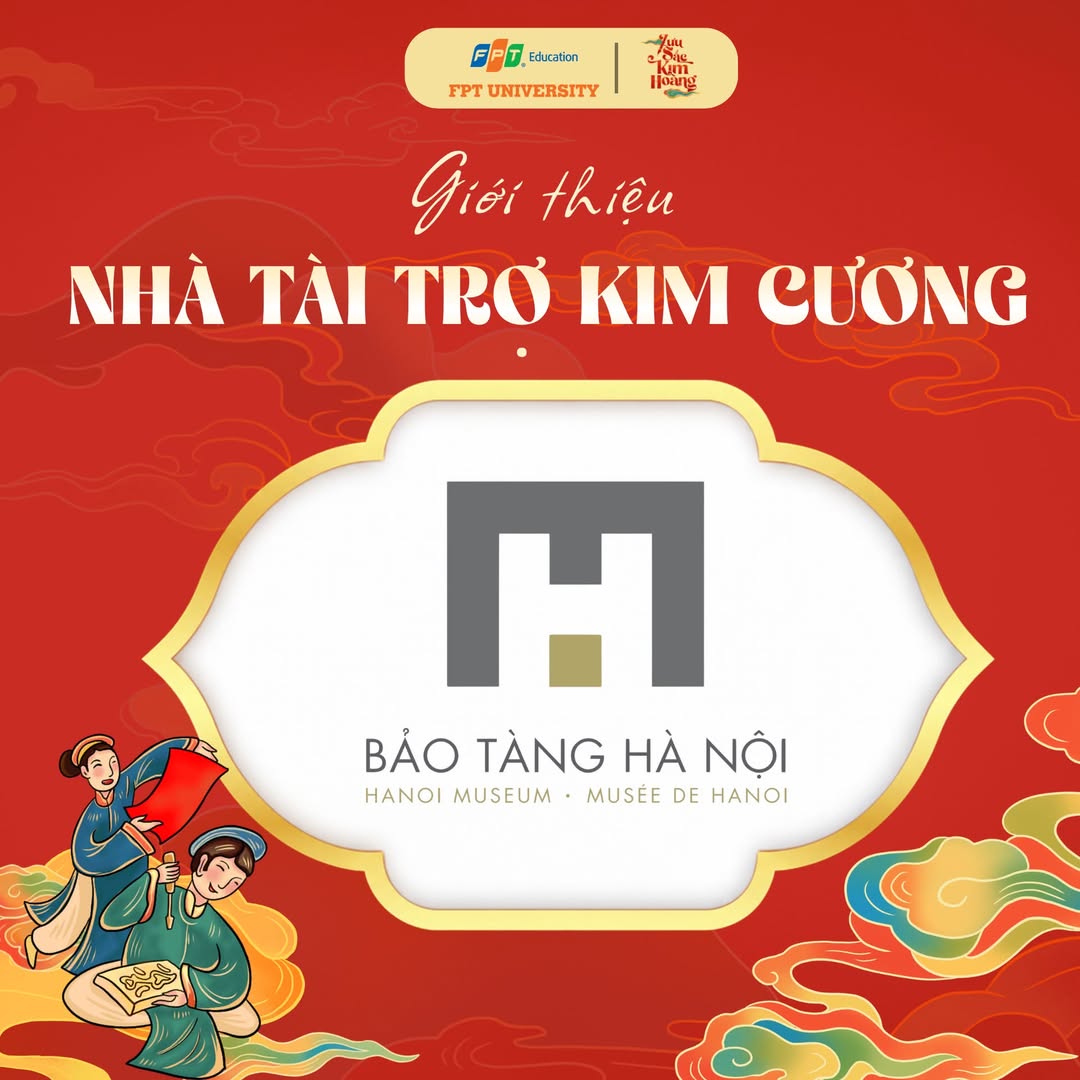 FPT Education
FPT UNIVERSITY
Lưu
Sắc
Kim
Hoàng
Giới thiệu
NHÀ TÀI TRỢ KIM CƯƠNG
BẢO TÀNG HÀ NỘI
HANOI MUSEUM · MUSÉE DE HANOI